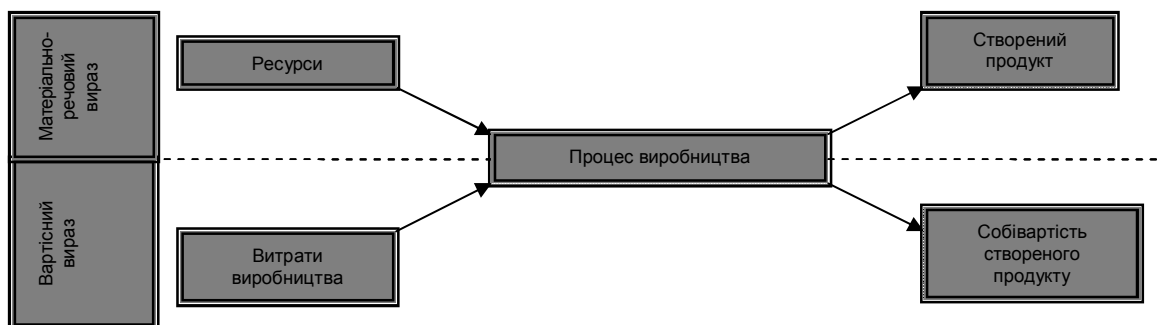 Матеріально-
речовий
вираз
Ресурси
Створений
продукт
Процес виробництва
Вартісний
вираз
Витрати
виробництва
Собівартість
створеного
продукту